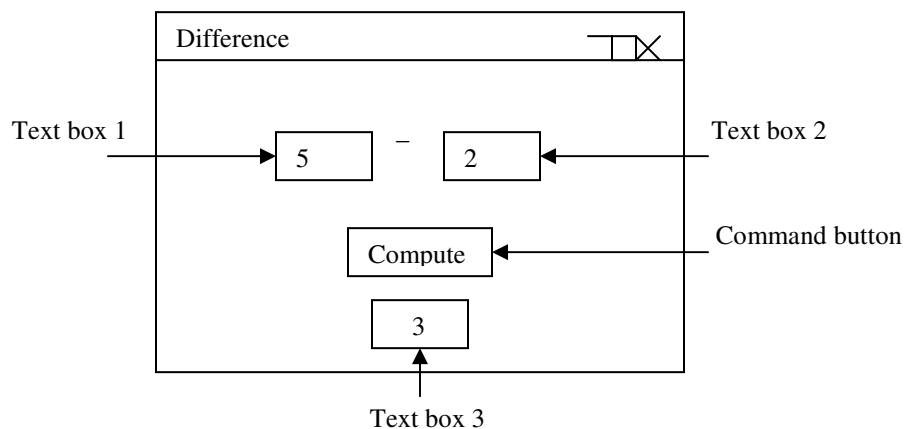 Difference
Text box 1
5 – 2
Text box 2
Compute
Command button
3
Text box 3